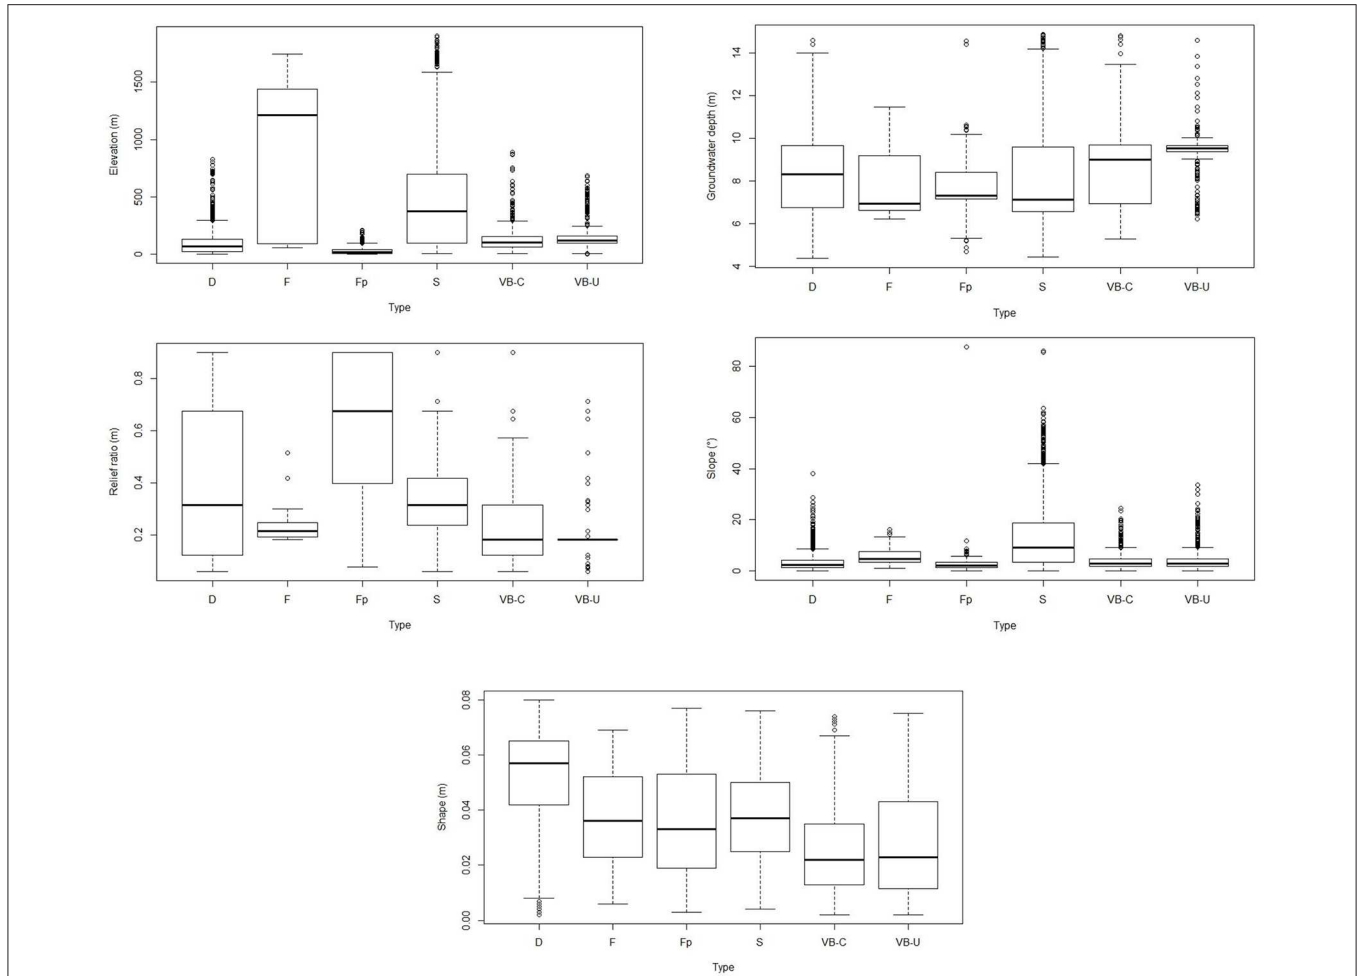 Elevation (m)
1500
1000
500
0
D F Fp S VB-C VB-U
Type
Groundwater depth (m)
14
12
10
8
6
4
D F Fp S VB-C VB-U
Type
Relief ratio (m)
0.8
0.6
0.4
0.2
D F Fp S VB-C VB-U
Type
Slope (°)
80
60
40
20
0
D F Fp S VB-C VB-U
Type
Shape (m)
0.08
0.06
0.04
0.02
0.00
D F Fp S VB-C VB-U
Type